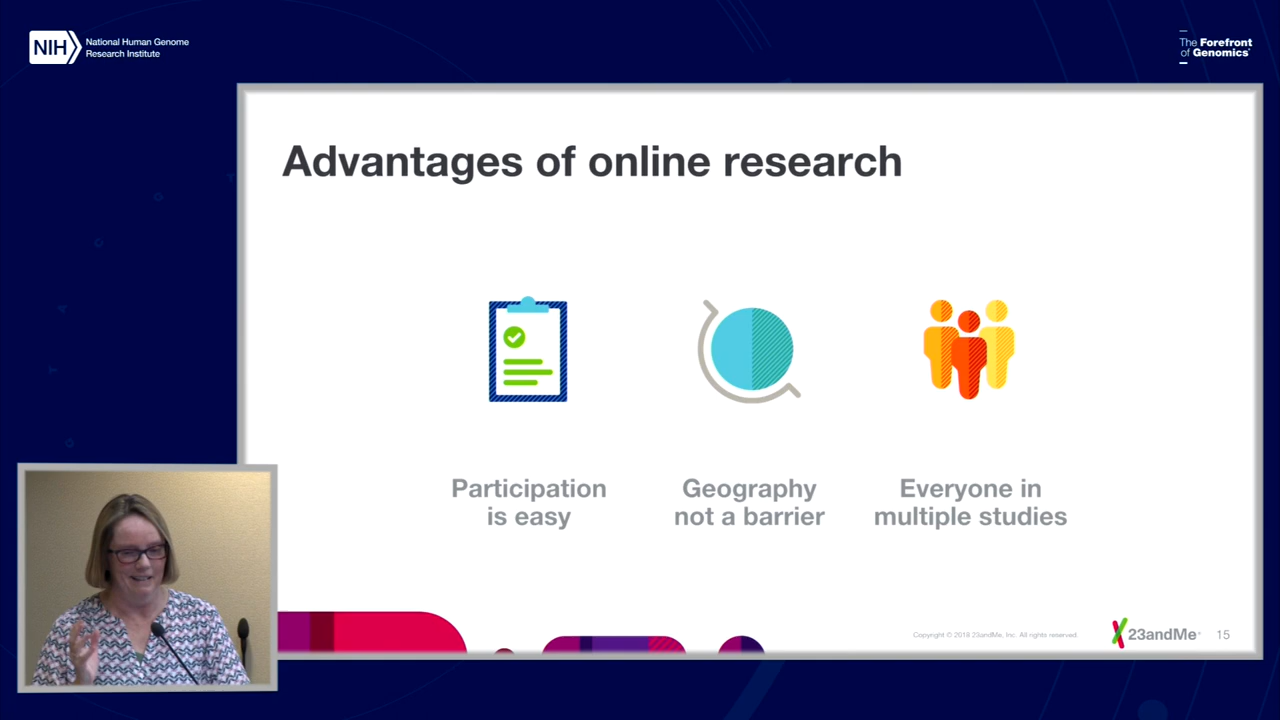 NIH
National Human Genome
Research Institute
The Forefront
of Genomics®
Advantages of online research
Participation
is easy
Geography
not a barrier
Everyone in
multiple studies
Copyright © 2018 23andMe, Inc. All rights reserved.
23andMe
15